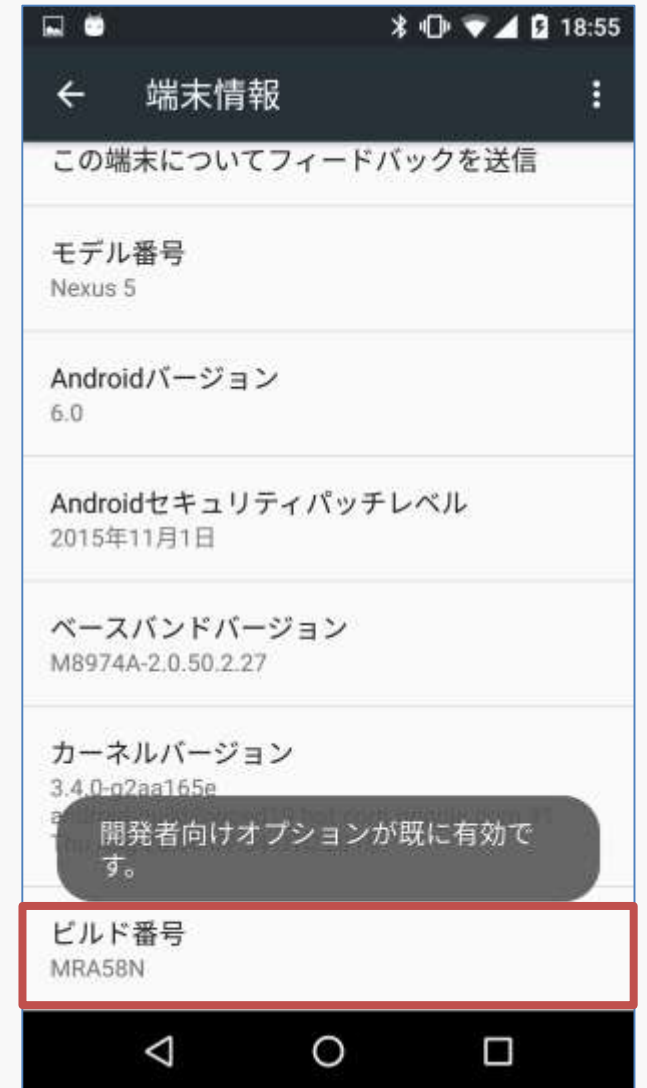 18:55
端末情報
この端末についてフィードバックを送信
モデル番号
Nexus 5
Androidバージョン
6.0
Androidセキュリティパッチレベル
2015年11月1日
ベースバンドバージョン
M8974A-2.0.50.2.27
カーネルバージョン
3.4.0-g2aa165e
開発者向けオプションが既に有効で
す。
ビルド番号
MRA58N